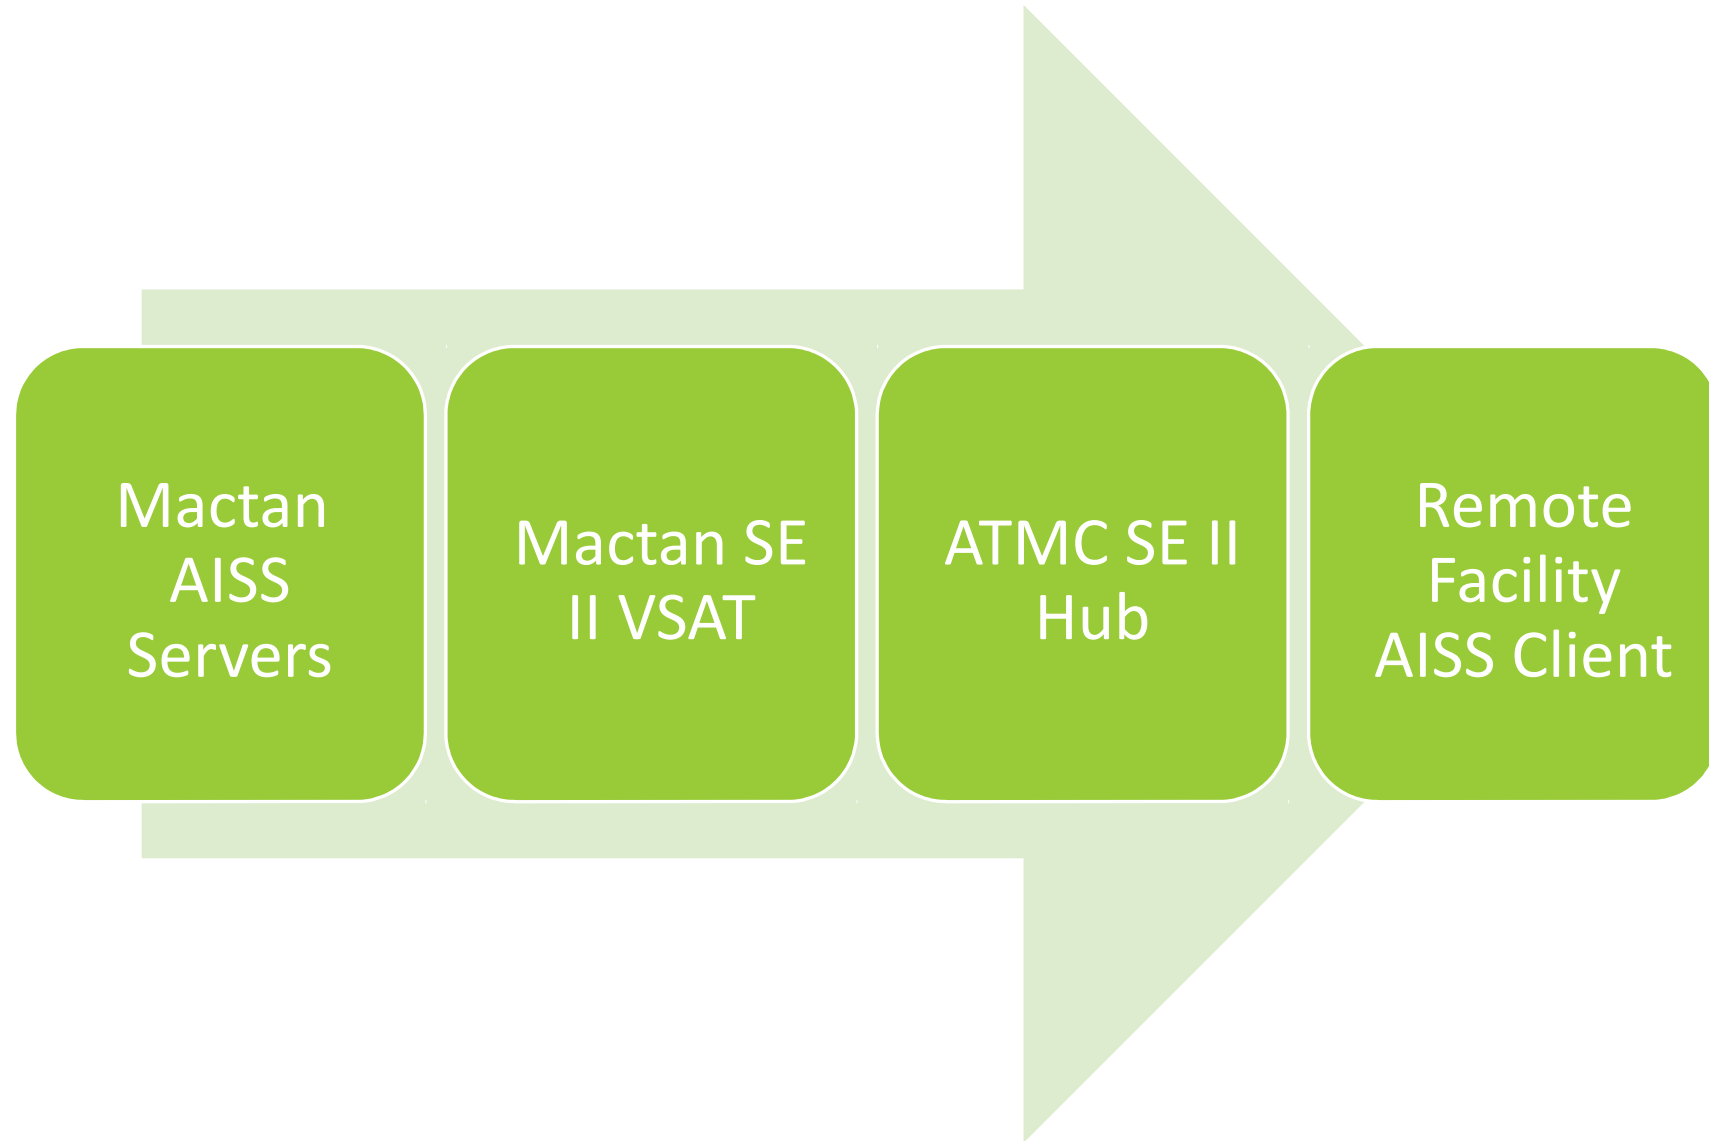 Mactan
AISS
Servers
Mactan SE
II VSAT
ATMC SE II
Hub
Remote
Facility
AISS Client